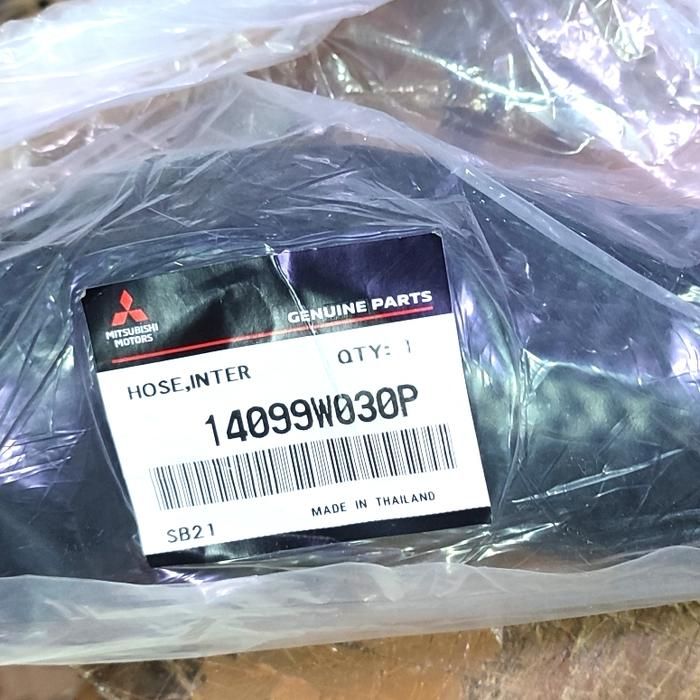 MITSUBISHI
MOTORS
GENUINE PARTS
QTY: 1
HOSE,INTER
14099W030P
SB21
MADE IN THAILAND